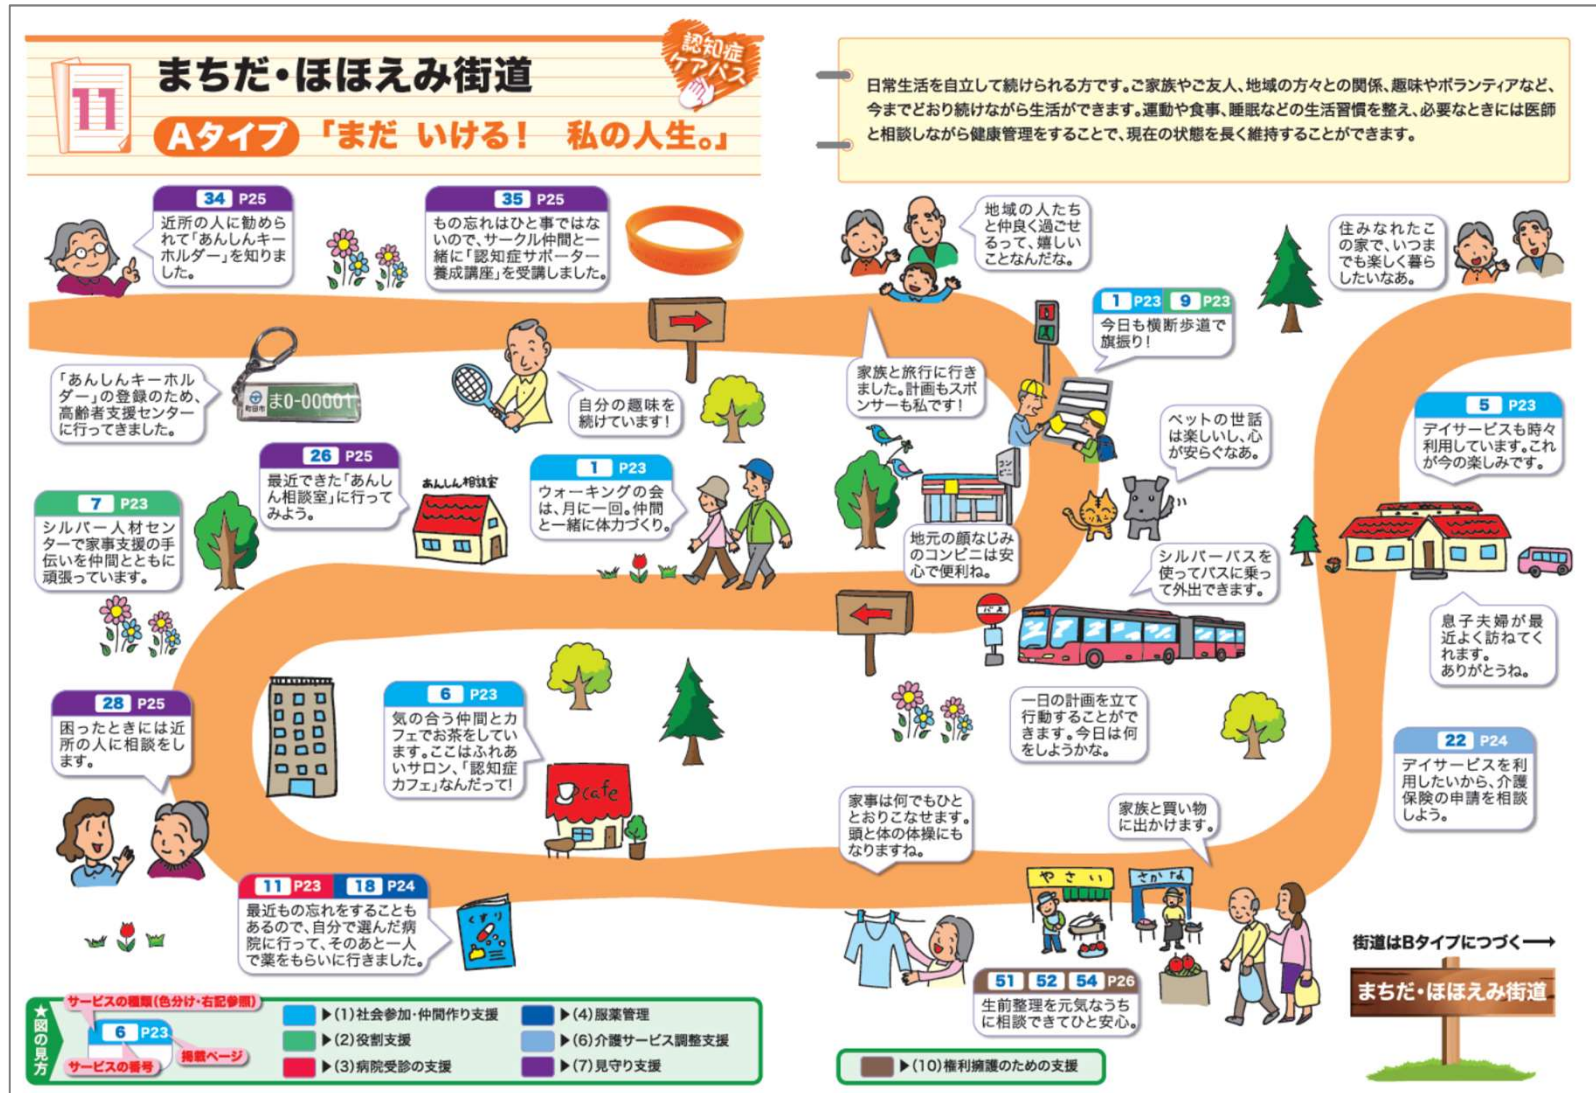 11
まちだ・ほほえみ街道
認知症
ケアパス
Aタイプ 「まだ いける! 私の人生。」
日常生活を自立して続けられる方です。ご家族やご友人、地域の方々との関係、趣味やボランティアなど、
今までどおり続けながら生活ができます。運動や食事、睡眠などの生活習慣を整え、必要なときには医師
と相談しながら健康管理をすることで、現在の状態を長く維持することができます。
34 P25
近所の人に勧めら
れて「あんしんキー
ホルダー」を知りま
した。
35 P25
もの忘れはひと事ではな
いので、サークル仲間と一
緒に「認知症サポーター
養成講座」を受講しました。
地域の人たち
と仲良く過ごせ
るって、嬉しい
ことなんだな。
住みなれたこ
の家で、いつま
でも楽しく暮ら
したいなあ。
「あんしんキーホル
ダー」の登録のため、
高齢者支援センター
に行ってきました。
町田市
ま0-00001
自分の趣味を
続けています!
家族と旅行に行き
ました。計画もスポ
ンサーも私です!
1 P23 9 P23
今日も横断歩道で
旗振り!
ペットの世話
は楽しいし、心
が安らぐなあ。
5 P23
デイサービスも時々
利用しています。これ
が今の楽しみです。
26 P25
最近できた「あんし
ん相談室」に行って
みよう。
あんしん相談室
1 P23
ウォーキングの会
は、月に一回。仲間
と一緒に体力づくり。
コンビニ
地元の顔なじみ
のコンビニは安
心で便利ね。
7 P23
シルバー人材セン
ターで家事支援の手
伝いを仲間とともに
頑張っています。
シルバーパスを
使ってバスに乗っ
て外出できます。
バス
息子夫婦が最
近よく訪ねてく
れます。
ありがとうね。
28 P25
困ったときには近
所の人に相談をし
ます。
6 P23
気の合う仲間とカ
フェでお茶をしてい
ます。ここはふれあ
いサロン、「認知症
カフェ」なんだって!
cafe
一日の計画を立て
行動することがで
きます。今日は何
をしようかな。
22 P24
デイサービスを利
用したいから、介護
保険の申請を相談
しよう。
家事は何でもひと
とおりこなせます。
頭と体の体操にも
なりますね。
家族と買い物
に出かけます。
やさい
さかな
11 P23 18 P24
最近もの忘れをすることも
あるので、自分で選んだ病
院に行って、そのあと一人
で薬をもらいに行きました。
くすり
51 52 54 P26
生前整理を元気なうち
に相談できてひと安心。
街道はBタイプにつづく→
まちだ・ほほえみ街道
★図の見方
サービスの種類(色分け・右記参照)
6 P23
サービスの番号
掲載ページ
▶(1)社会参加・仲間作り支援
▶(2)役割支援
▶(3)病院受診の支援
▶(4)服薬管理
▶(6)介護サービス調整支援
▶(7)見守り支援
▶(10)権利擁護のための支援